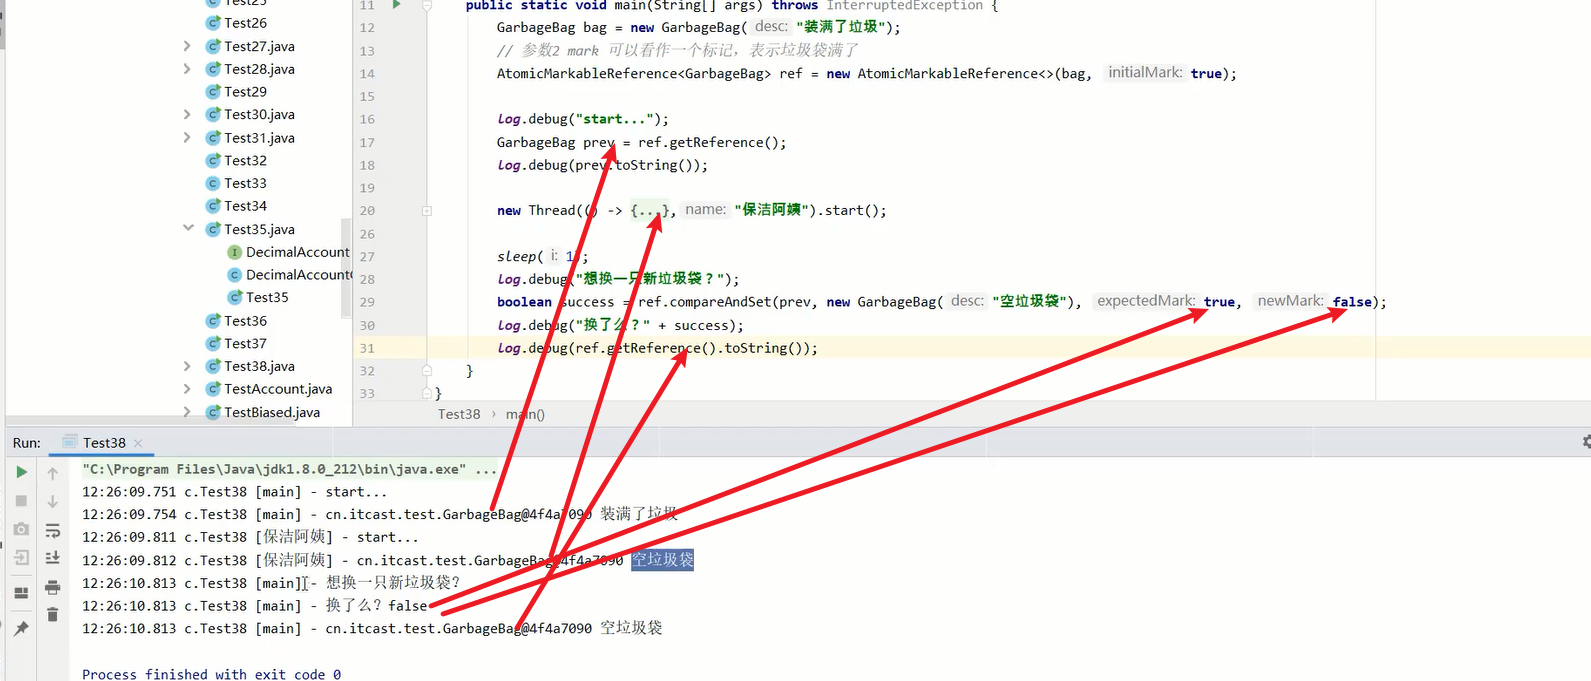 Test25
Test26
Test27.java
Test28.java
Test29
Test30.java
Test31.java
Test32
Test33
Test34
Test35.java
DecimalAccount
DecimalAccount
Test35
Test36
Test37
Test38.java
TestAccount.java
TestBiased.java
11 public static void main(String[] args) throws InterruptedException {
12 GarbageBag bag = new GarbageBag( desc: "装满了垃圾");
13 // 参数2 mark 可以看作一个标记，表示垃圾袋满了
14 AtomicMarkableReference<GarbageBag> ref = new AtomicMarkableReference<>(bag, initialMark: true);
15
16 log.debug("start...");
17 GarbageBag prev = ref.getReference();
18 log.debug(prev.toString());
19
20 new Thread(() -> {...}, name: "保洁阿姨").start();
26
27 sleep( i: 1);
28 log.debug("想换一只新垃圾袋？");
29 boolean success = ref.compareAndSet(prev, new GarbageBag( desc: "空垃圾袋"), expectedMark: true, newMark: false);
30 log.debug("换了么？" + success);
31 log.debug(ref.getReference().toString());
32 }
33 }
Test38 › main()
Run: Test38 ×
"C:\Program Files\Java\jdk1.8.0_212\bin\java.exe" ...
12:26:09.751 c.Test38 [main] - start...
12:26:09.754 c.Test38 [main] - cn.itcast.test.GarbageBag@4f4a7090 装满了垃圾
12:26:09.811 c.Test38 [保洁阿姨] - start...
12:26:09.812 c.Test38 [保洁阿姨] - cn.itcast.test.GarbageBag@4f4a7090 空垃圾袋
12:26:10.813 c.Test38 [main] - 想换一只新垃圾袋？
12:26:10.813 c.Test38 [main] - 换了么？false
12:26:10.813 c.Test38 [main] - cn.itcast.test.GarbageBag@4f4a7090 空垃圾袋
Process finished with exit code 0